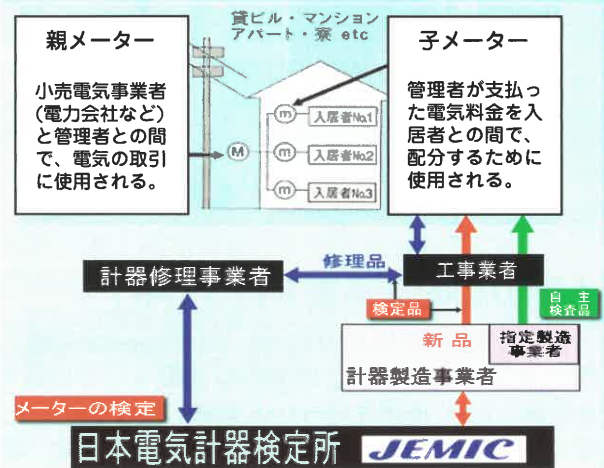 貸ビル・マンション
アパート・寮 etc
親メーター
小売電気事業者
(電力会社など)
と管理者との間
で、電気の取引
に使用される。
M
m
入居者No.1
m
入居者No.2
m
入居者No.3
子メーター
管理者が支払っ
た電気料金を入
居者との間で、
配分するために
使用される。
計器修理事業者
修理品
工事業者
検定品
自主
検査品
新品
指定製造
事業者
計器製造事業者
メーターの検定
日本電気計器検定所 JEMIC